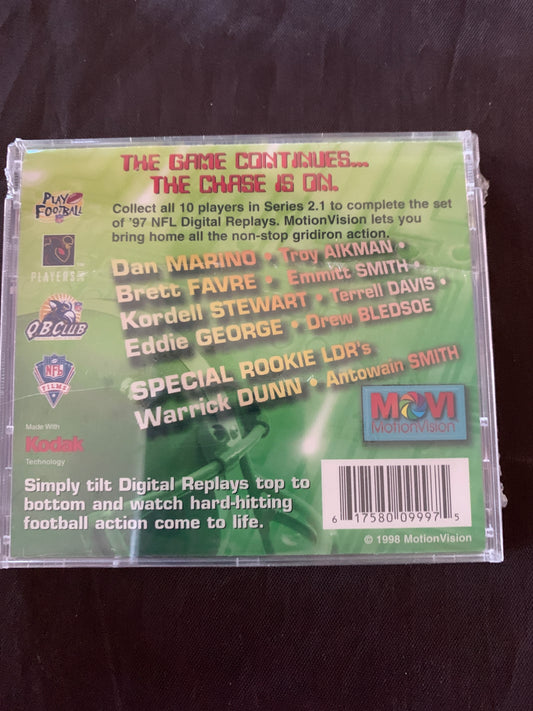 THE GAME CONTINUES...
THE CHASE IS ON.
Collect all 10 players in Series 2.1 to complete the set
of '97 NFL Digital Replays. MotionVision lets you
bring home all the non-stop gridiron action.
Dan MARINO • Troy AIKMAN •
Brett FAVRE • Emmitt SMITH •
Kordell STEWART • Terrell DAVIS •
Eddie GEORGE • Drew BLEDSOE
SPECIAL ROOKIE LDR's
Warrick DUNN • Antowain SMITH
PLAY
FOOTBALL
PLAYERS
QB CLUB
NFL
FILMS
Made With
Kodak
Technology
MOVI
MotionVision
Simply tilt Digital Replays top to
bottom and watch hard-hitting
football action come to life.
6 17580 09997 5
© 1998 MotionVision